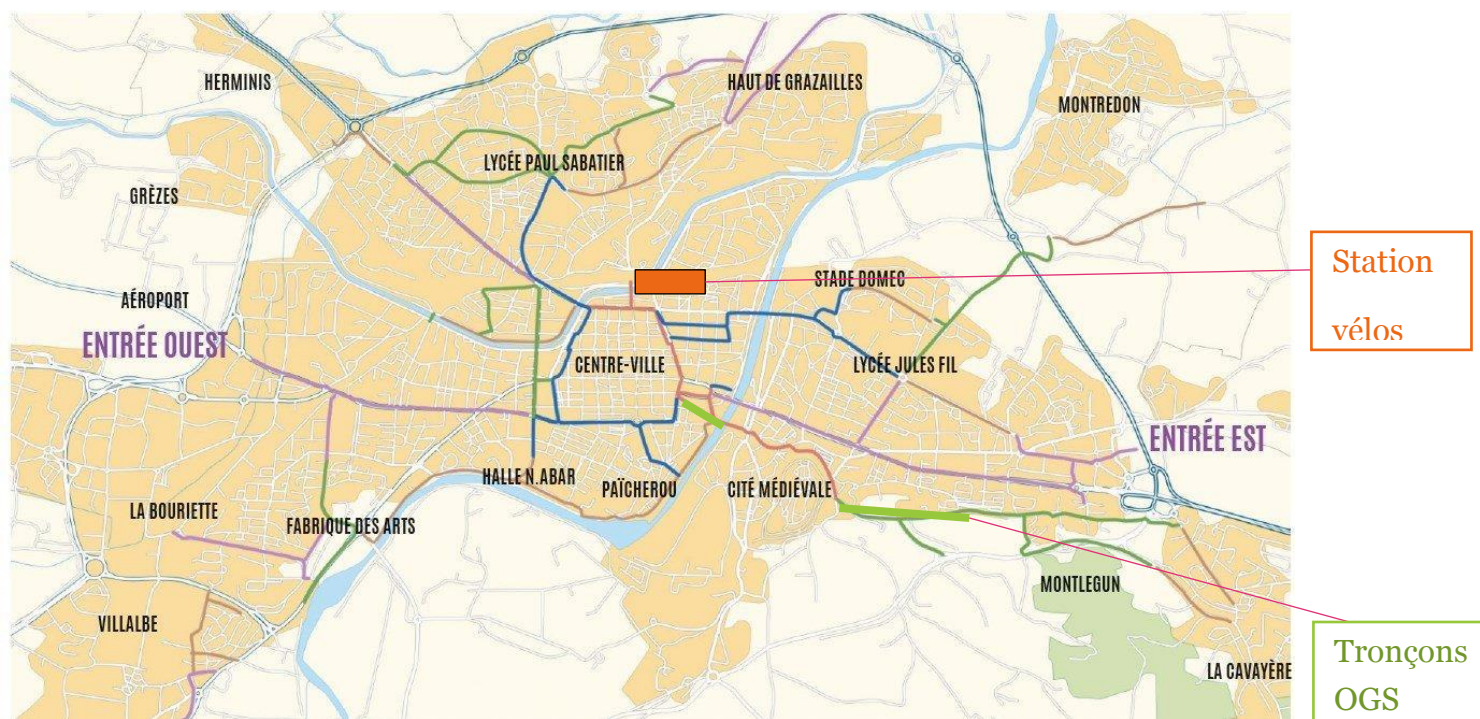 HERMINIS
HAUT DE GRAZAILLES
MONTREDON
LYCÉE PAUL SABATIER
GRÈZES
Station
vélos
STADE DOMEC
AÉROPORT
ENTRÉE OUEST
CENTRE-VILLE
LYCÉE JULES FIL
ENTRÉE EST
HALLE N.ABAR
PAÏCHEROU
CITÉ MÉDIÉVALE
LA BOURIETTE
FABRIQUE DES ARTS
MONTLEGUN
VILLALBE
Tronçons
OGS
LA CAVAYÈRE